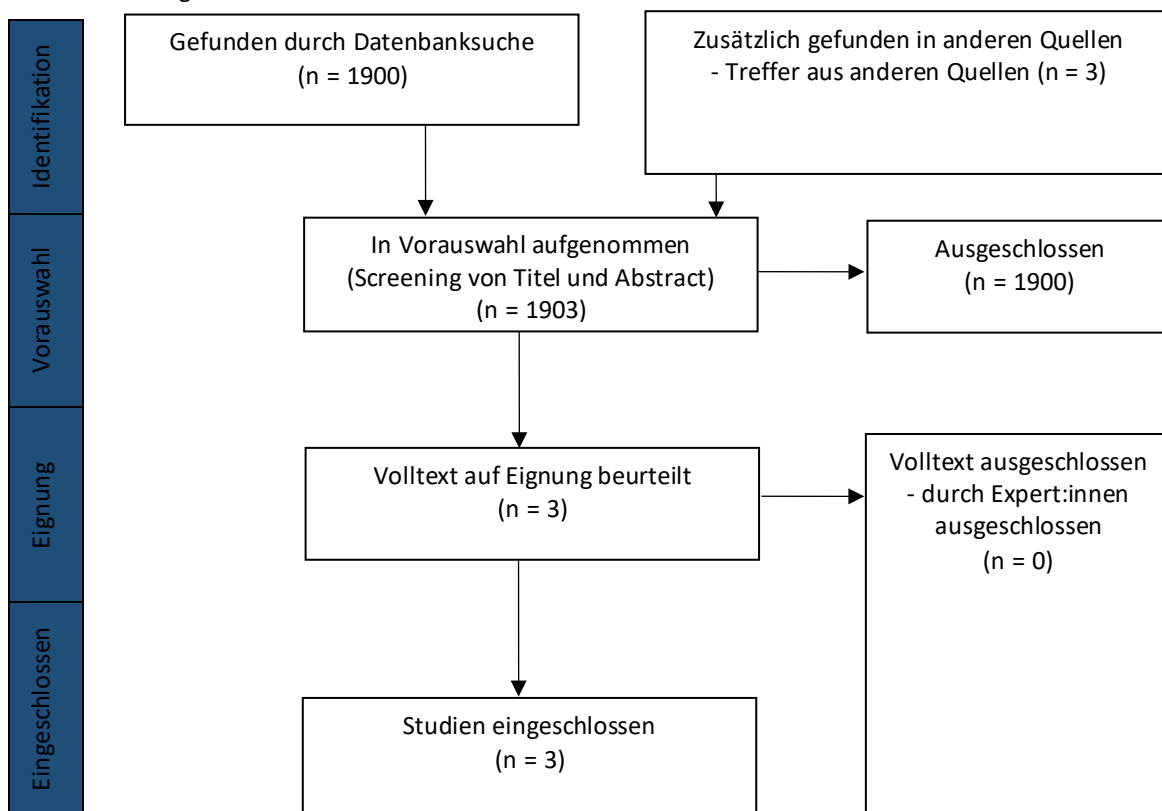 Gefunden durch Datenbanksuche
(n = 1900)
Zusätzlich gefunden in anderen Quellen
- Treffer aus anderen Quellen (n = 3)
Identifikation
In Vorauswahl aufgenommen
(Screening von Titel und Abstract)
(n = 1903)
Ausgeschlossen
(n = 1900)
Vorauswahl
Volltext auf Eignung beurteilt
(n = 3)
Volltext ausgeschlossen
- durch Expert:innen
ausgeschlossen
(n = 0)
Eignung
Studien eingeschlossen
(n = 3)
Eingeschlossen